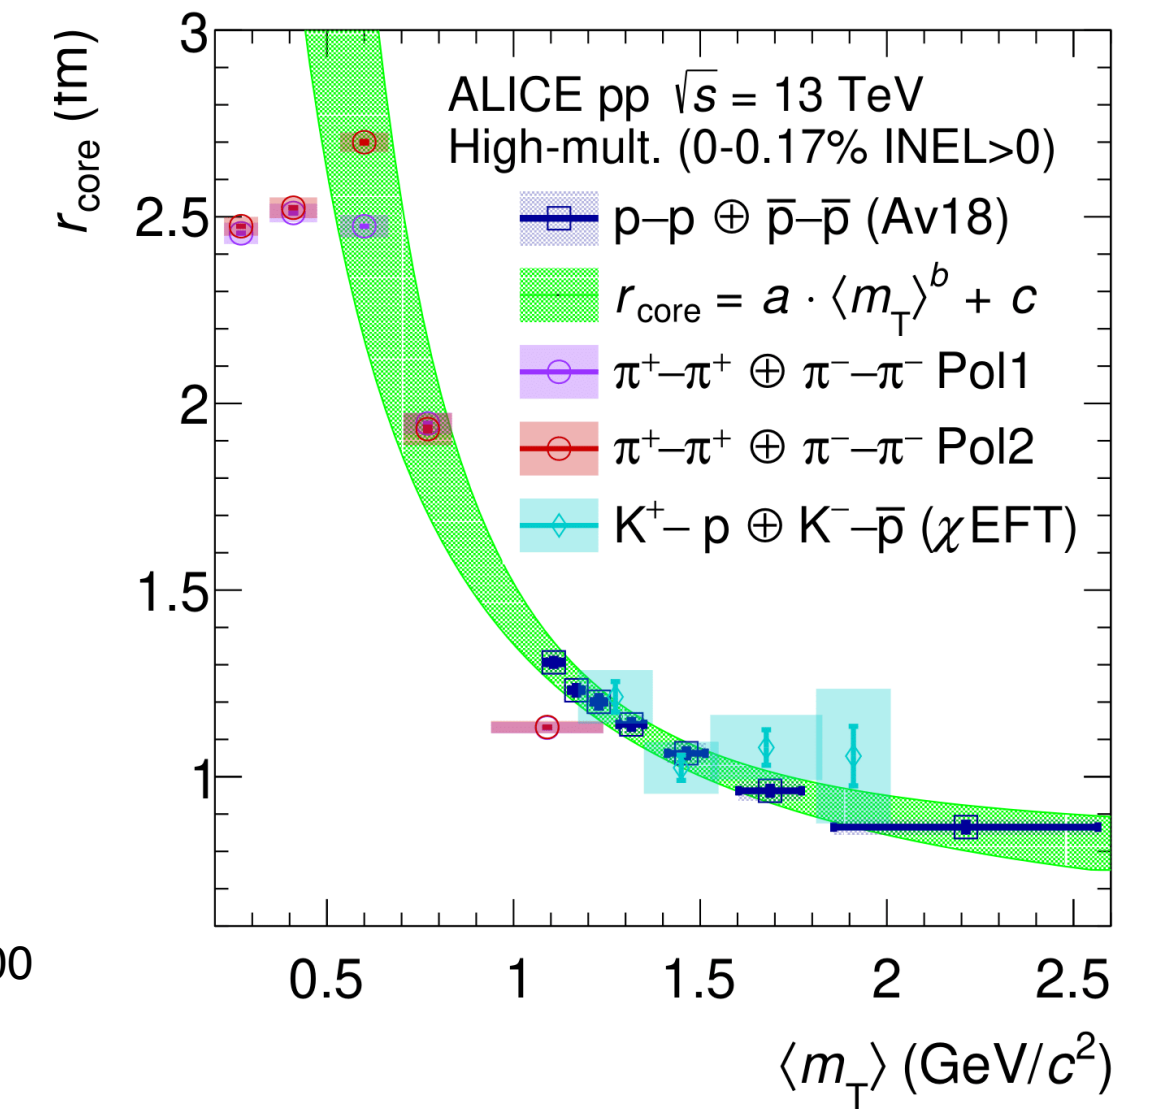 3
2.5
2
1.5
1
r_core (fm)
ALICE pp √s = 13 TeV
High-mult. (0-0.17% INEL>0)
p–p ⊕ p̅–p̅ (Av18)
r_core = a · ⟨m_T⟩^b + c
π⁺–π⁺ ⊕ π⁻–π⁻ Pol1
π⁺–π⁺ ⊕ π⁻–π⁻ Pol2
K⁺– p ⊕ K⁻–p̅ (χEFT)
00
0.5 1 1.5 2 2.5
⟨m_T⟩ (GeV/c²)